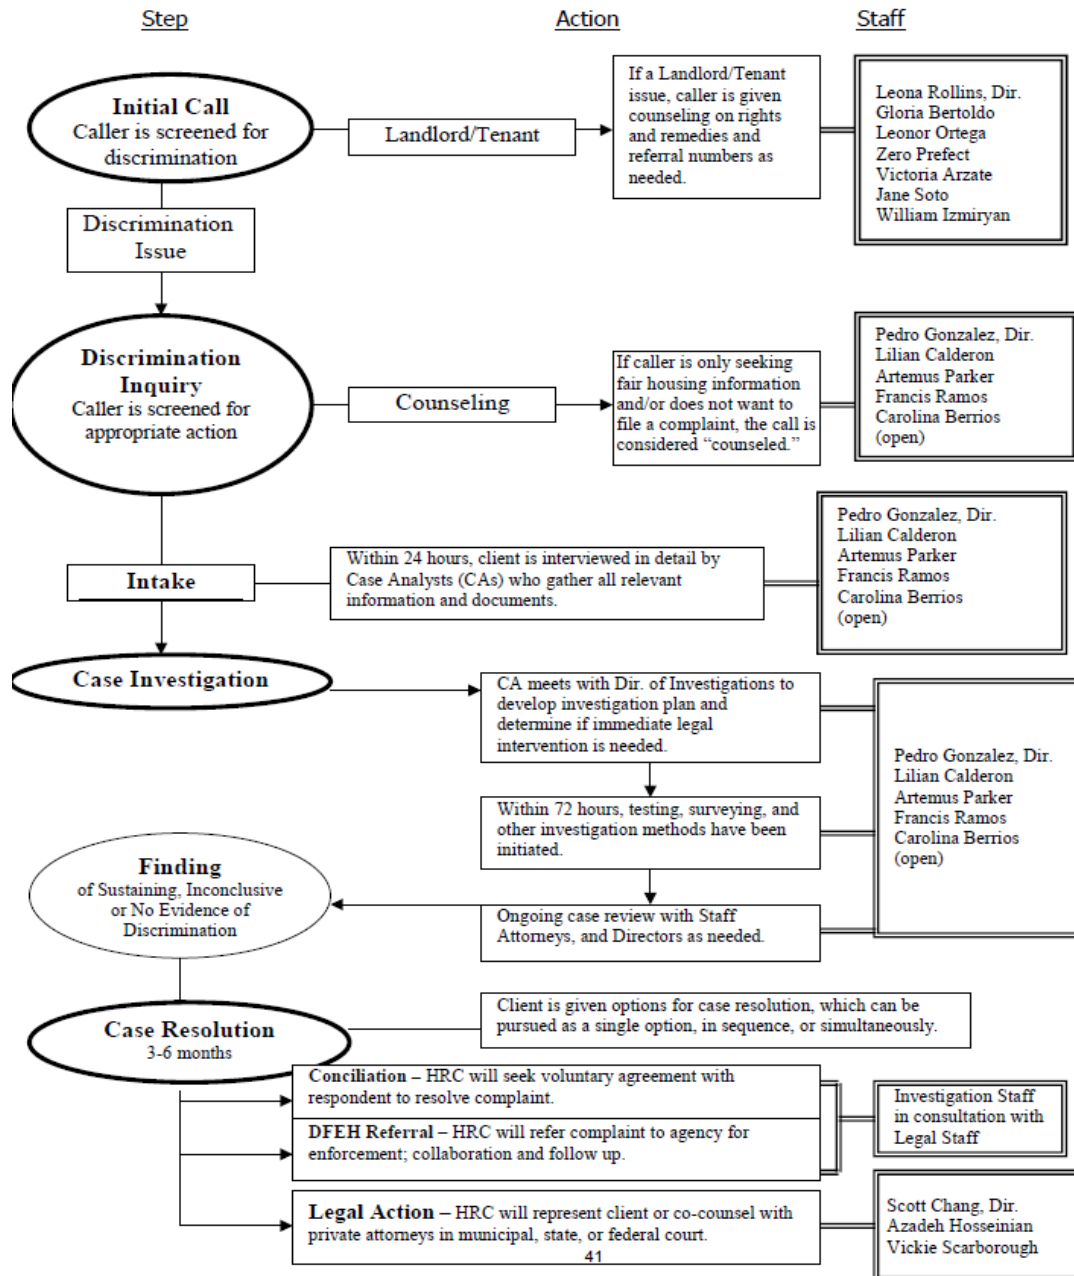 Step
Action
Staff
Initial Call
Caller is screened for
discrimination
Landlord/Tenant
If a Landlord/Tenant
issue, caller is given
counseling on rights
and remedies and
referral numbers as
needed.
Leona Rollins, Dir.
Gloria Bertoldo
Leonor Ortega
Zero Prefect
Victoria Arzate
Jane Soto
William Izmiryan
Discrimination
Issue
Discrimination
Inquiry
Caller is screened for
appropriate action
Counseling
If caller is only seeking
fair housing information
and/or does not want to
file a complaint, the call is
considered “counseled.”
Pedro Gonzalez, Dir.
Lilian Calderon
Artemus Parker
Francis Ramos
Carolina Berrios
(open)
Intake
Within 24 hours, client is interviewed in detail by
Case Analysts (CAs) who gather all relevant
information and documents.
Pedro Gonzalez, Dir.
Lilian Calderon
Artemus Parker
Francis Ramos
Carolina Berrios
(open)
Case Investigation
CA meets with Dir. of Investigations to
develop investigation plan and
determine if immediate legal
intervention is needed.
Within 72 hours, testing, surveying, and
other investigation methods have been
initiated.
Ongoing case review with Staff
Attorneys, and Directors as needed.
Pedro Gonzalez, Dir.
Lilian Calderon
Artemus Parker
Francis Ramos
Carolina Berrios
(open)
Finding
of Sustaining, Inconclusive
or No Evidence of
Discrimination
Case Resolution
3-6 months
Client is given options for case resolution, which can be
pursued as a single option, in sequence, or simultaneously.
Conciliation – HRC will seek voluntary agreement with
respondent to resolve complaint.
DFEH Referral – HRC will refer complaint to agency for
enforcement; collaboration and follow up.
Investigation Staff
in consultation with
Legal Staff
Legal Action – HRC will represent client or co-counsel with
private attorneys in municipal, state, or federal court.
Scott Chang, Dir.
Azadeh Hosseinian
Vickie Scarborough
41